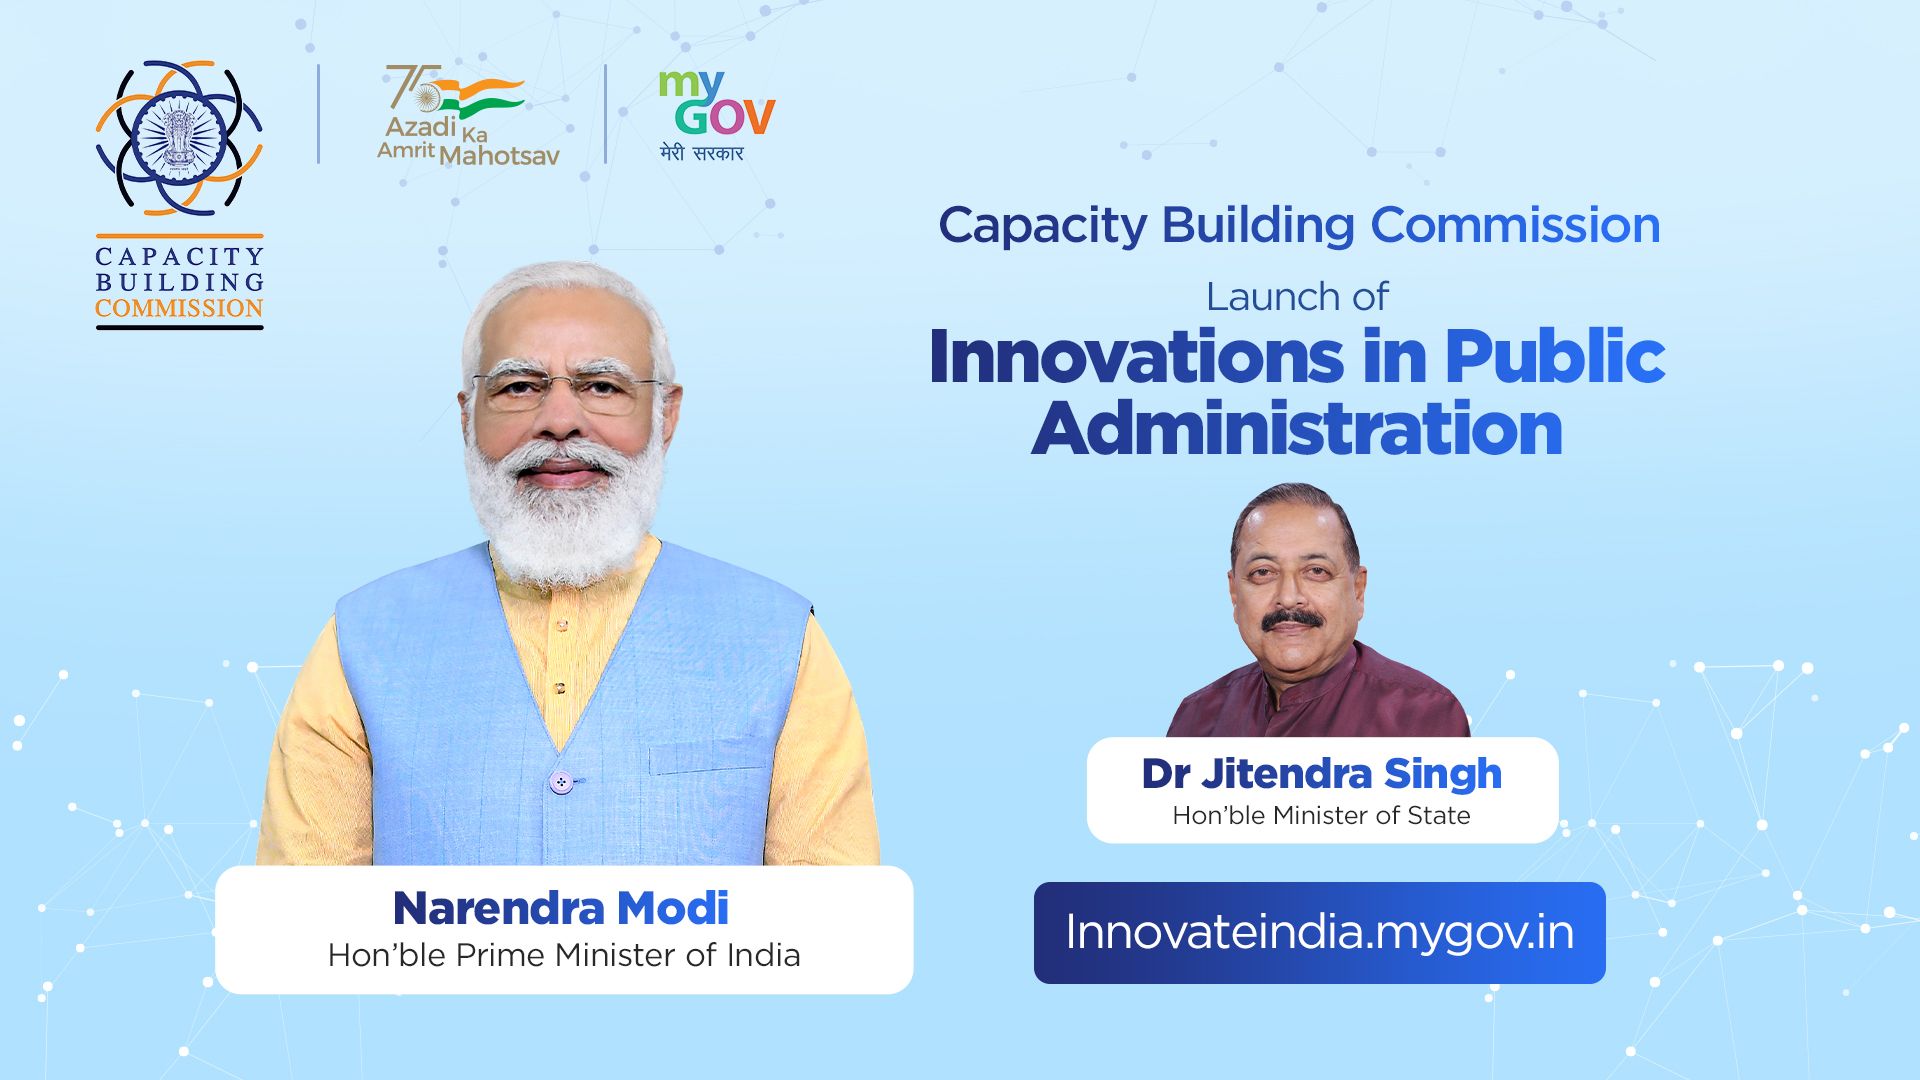 CAPACITY
BUILDING
COMMISSION
75
Azadi Ka
Amrit Mahotsav
my
GOV
मेरी सरकार
Capacity Building Commission
Launch of
Innovations in Public
Administration
Dr Jitendra Singh
Hon’ble Minister of State
Narendra Modi
Hon’ble Prime Minister of India
Innovateindia.mygov.in